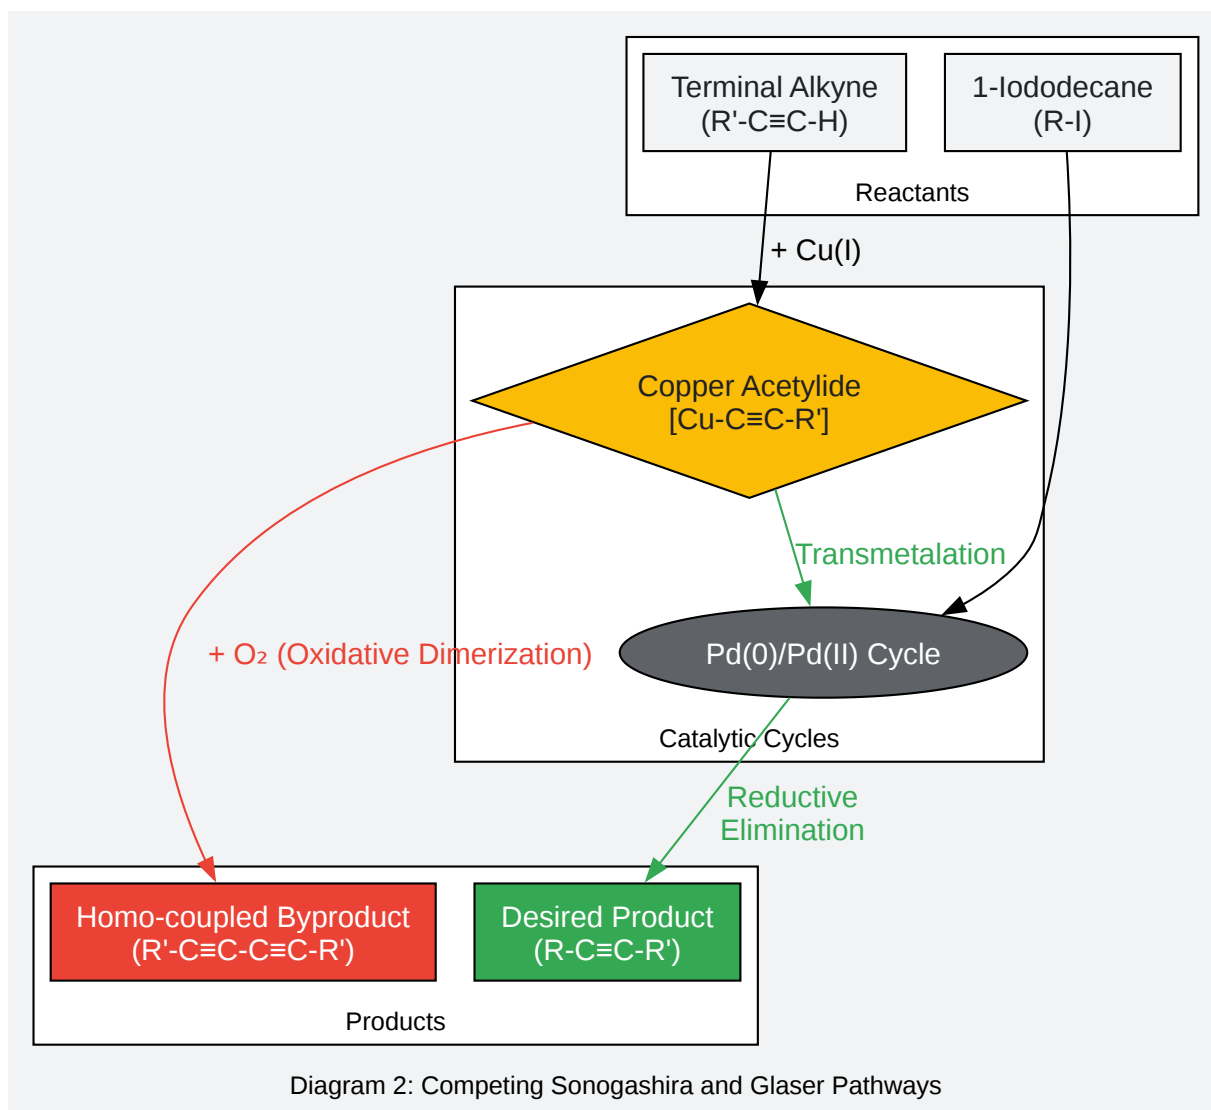 Terminal Alkyne
(R'-C≡C-H)
1-Iododecane
(R-I)
Reactants
+ Cu(I)
Copper Acetylide
[Cu-C≡C-R']
Transmetalation
+ O₂ (Oxidative Dimerization)
Pd(0)/Pd(II) Cycle
Catalytic Cycles
Reductive
Elimination
Homo-coupled Byproduct
(R'-C≡C-C≡C-R')
Desired Product
(R-C≡C-R')
Products
Diagram 2: Competing Sonogashira and Glaser Pathways